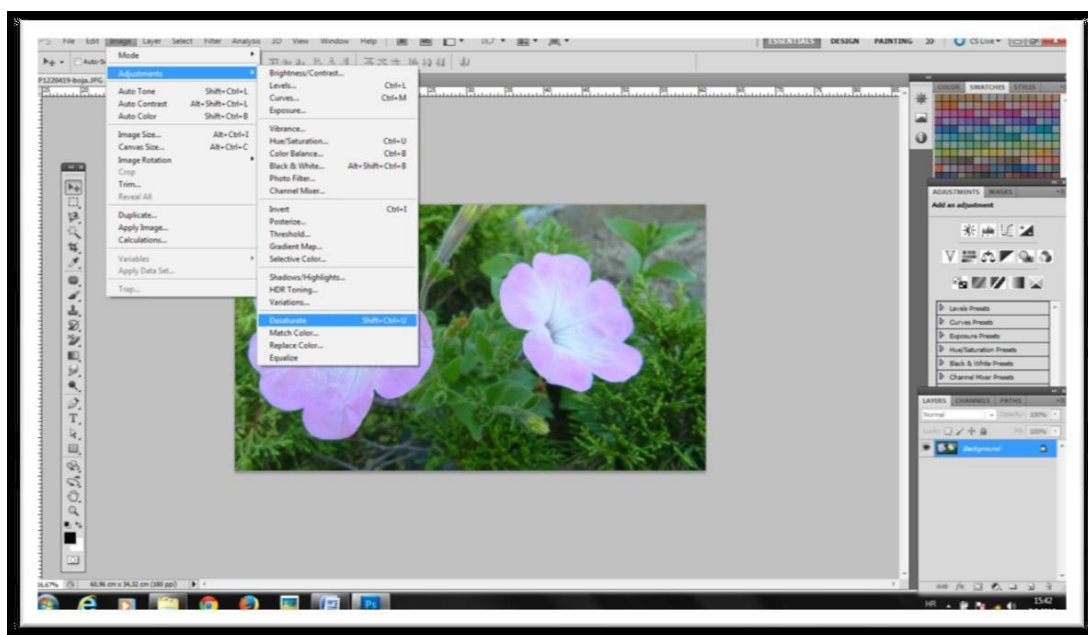 File Edit Image Layer Select Filter Analysis 3D View Window Help
ESSENTIALS DESIGN PAINTING CS Live
P1220419-boja.JPG
Mode
Adjustments
Auto Tone Shift+Ctrl+L
Auto Contrast Alt+Shift+Ctrl+L
Auto Color Shift+Ctrl+B
Image Size... Alt+Ctrl+I
Canvas Size... Alt+Ctrl+C
Image Rotation
Crop
Trim...
Reveal All
Duplicate...
Apply Image...
Calculations...
Variables
Apply Data Set...
Trap...
Brightness/Contrast...
Levels... Ctrl+L
Curves... Ctrl+M
Exposure...
Vibrance...
Hue/Saturation... Ctrl+U
Color Balance... Ctrl+B
Black & White... Alt+Shift+Ctrl+B
Photo Filter...
Channel Mixer...
Invert Ctrl+I
Posterize...
Threshold...
Gradient Map...
Selective Color...
Shadows/Highlights...
HDR Toning...
Variations...
Desaturate Shift+Ctrl+U
Match Color...
Replace Color...
Equalize
COLOR SWATCHES STYLES
ADJUSTMENTS MASKS
Add an adjustment
Levels Presets
Curves Presets
Exposure Presets
Hue/Saturation Presets
Black & White Presets
Channel Mixer Presets
LAYERS CHANNELS PATHS
Normal Opacity: 100%
Lock: Fill: 100%
Background
60,96 cm x 34,32 cm (180 ppi)
Ps
HR 15:42